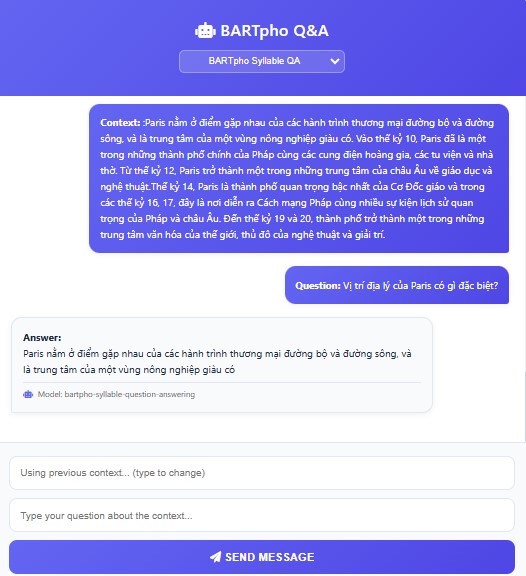 BARTpho Q&A
BARTpho Syllable QA
Context: :Paris nằm ở điểm gặp nhau của các hành trình thương mại đường bộ và đường
sông, và là trung tâm của một vùng nông nghiệp giàu có. Vào thế kỷ 10, Paris đã là một
trong những thành phố chính của Pháp cùng các cung điện hoàng gia, các tu viện và nhà
thờ. Từ thế kỷ 12, Paris trở thành một trong những trung tâm của châu Âu về giáo dục và
nghệ thuật.Thế kỷ 14, Paris là thành phố quan trọng bậc nhất của Cơ Đốc giáo và trong
các thế kỷ 16, 17, đây là nơi diễn ra Cách mạng Pháp cùng nhiều sự kiện lịch sử quan
trọng của Pháp và châu Âu. Đến thế kỷ 19 và 20, thành phố trở thành một trong những
trung tâm văn hóa của thế giới, thủ đô của nghệ thuật và giải trí.
Question: Vị trí địa lý của Paris có gì đặc biệt?
Answer:
Paris nằm ở điểm gặp nhau của các hành trình thương mại đường bộ và đường sông, và
là trung tâm của một vùng nông nghiệp giàu có
Model: bartpho-syllable-question-answering
Using previous context... (type to change)
Type your question about the context...
SEND MESSAGE